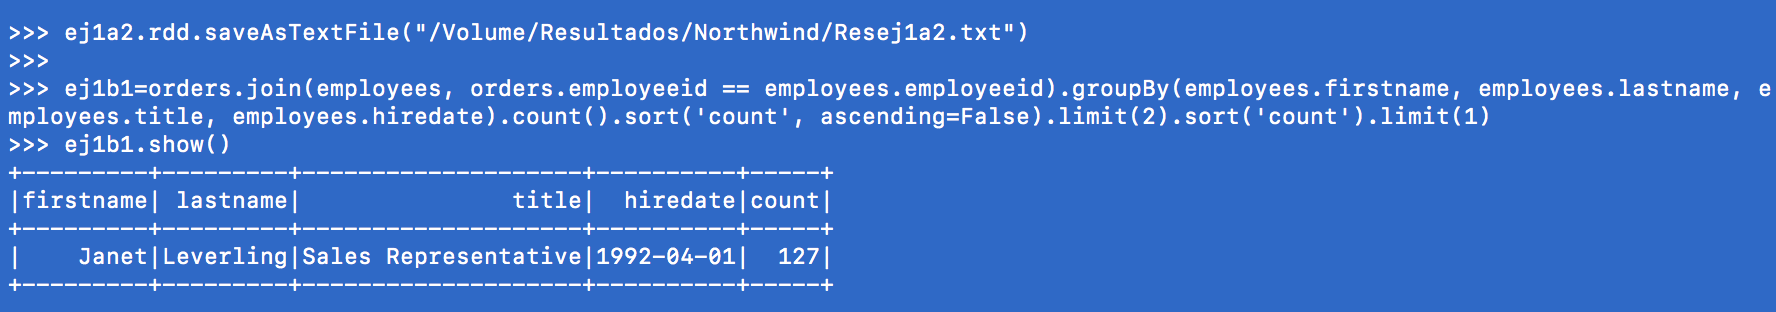 >>> ej1a2.rdd.saveAsTextFile("/Volume/Resultados/Northwind/Resej1a2.txt")
>>>
>>> ej1b1=orders.join(employees, orders.employeeid == employees.employeeid).groupBy(employees.firstname, employees.lastname, e
mployees.title, employees.hiredate).count().sort('count', ascending=False).limit(2).sort('count').limit(1)
>>> ej1b1.show()
+---------+---------+--------------------+----------+-----+
|firstname| lastname|               title|  hiredate|count|
+---------+---------+--------------------+----------+-----+
|    Janet|Leverling|Sales Representative|1992-04-01|  127|
+---------+---------+--------------------+----------+-----+